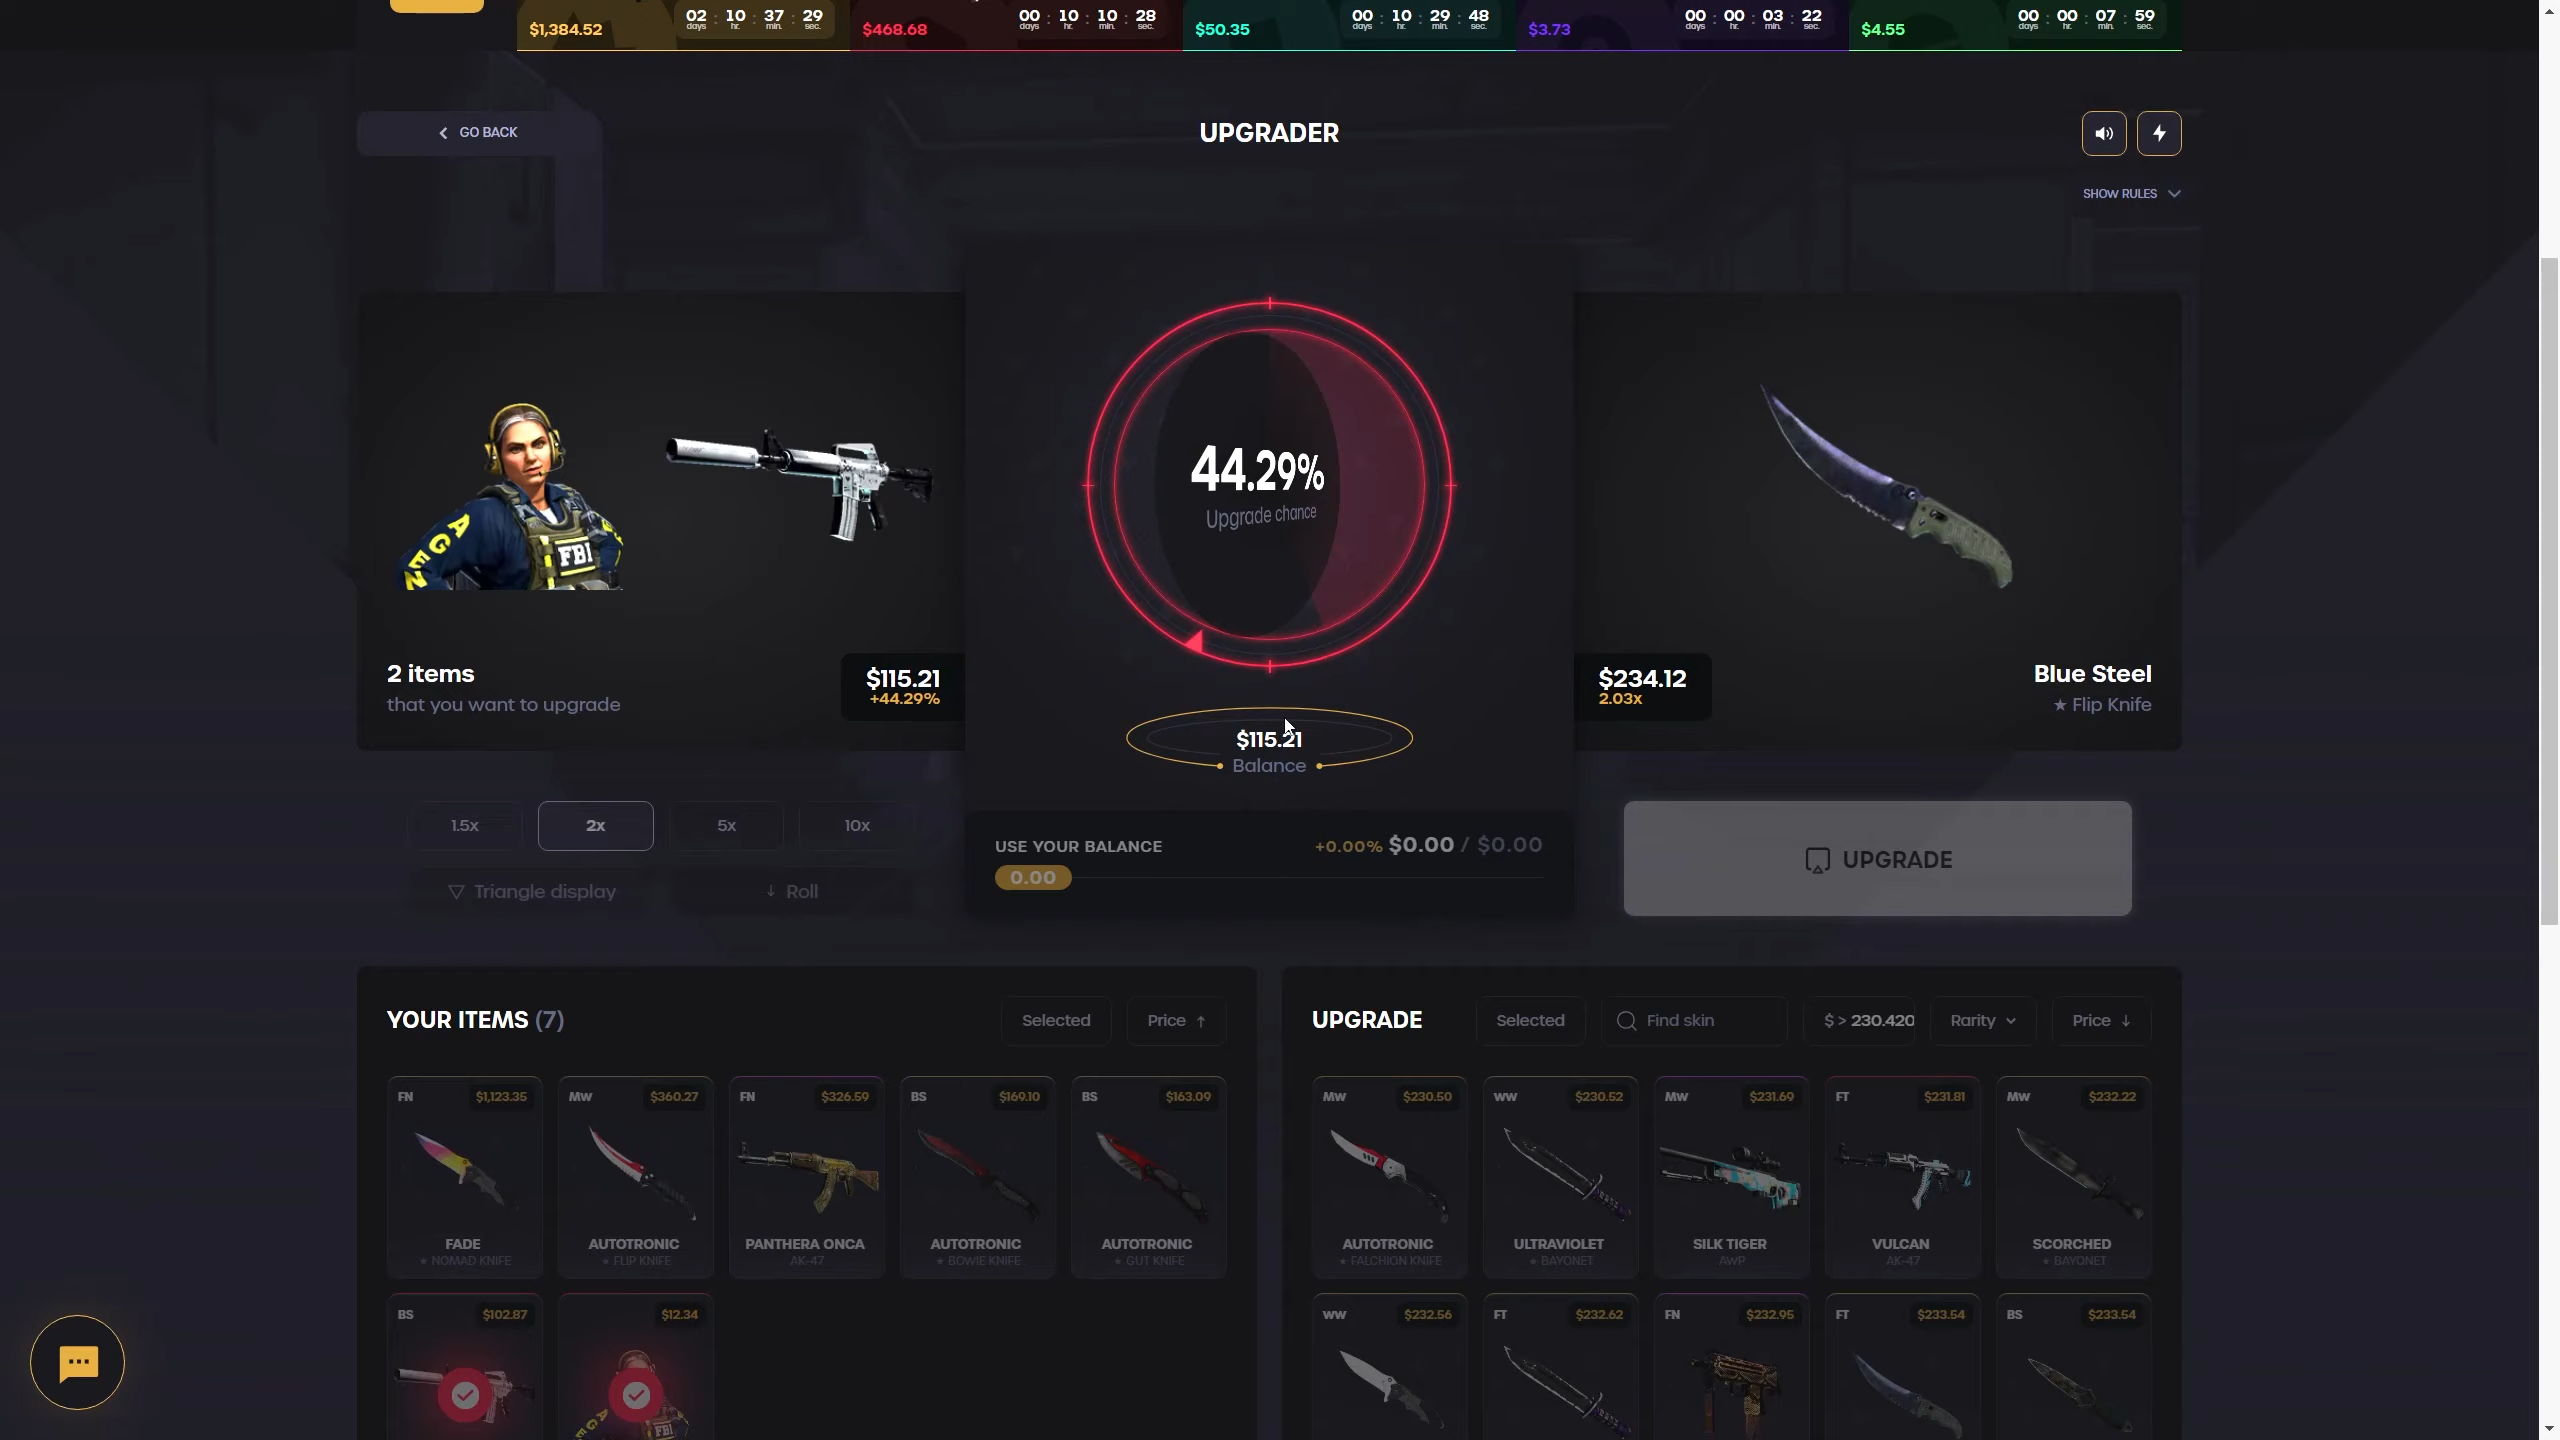 $1,384.52 02 : 10 : 37 : 29
days hr. min. sec.
$468.68 00 : 10 : 10 : 28
days hr. min. sec.
$50.35 00 : 10 : 29 : 48
days hr. min. sec.
$3.73 00 : 00 : 03 : 22
days hr. min. sec.
$4.55 00 : 00 : 07 : 59
days hr. min. sec.
GO BACK
UPGRADER
SHOW RULES
AGE
FBI
44.29%
Upgrade chance
2 items
that you want to upgrade
$115.21
+44.29%
$115.21
Balance
$234.12
2.03x
Blue Steel
★ Flip Knife
1.5x 2x 5x 10x
Triangle display Roll
USE YOUR BALANCE +0.00% $0.00 / $0.00
0.00
UPGRADE
YOUR ITEMS (7) Selected Price ↑
FN $1,123.35 MW $360.27 FN $326.59 BS $169.10 BS $163.09
FADE AUTOTRONIC PANTHERA ONCA AUTOTRONIC AUTOTRONIC
★ NOMAD KNIFE ★ FLIP KNIFE AK-47 ★ BOWIE KNIFE ★ GUT KNIFE
BS $102.87 $12.34
FBI
UPGRADE Selected Find skin $ > 230.420 Rarity Price ↓
MW $230.50 WW $230.52 MW $231.69 FT $231.81 MW $232.22
AUTOTRONIC ULTRAVIOLET SILK TIGER VULCAN SCORCHED
★ FALCHION KNIFE ★ BAYONET AWP AK-47 ★ BAYONET
WW $232.56 FT $232.62 FN $232.95 FT $233.54 BS $233.54